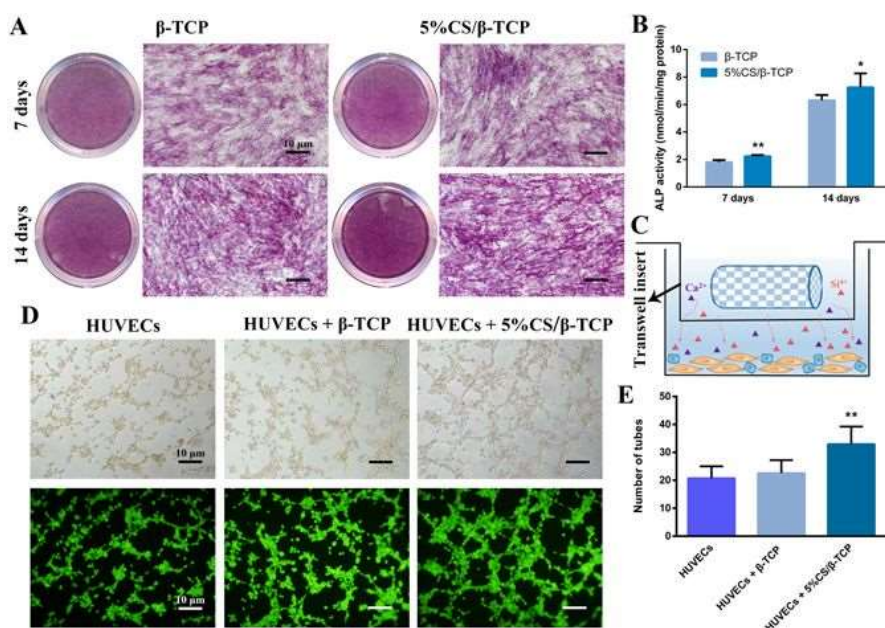 A
β-TCP
5%CS/β-TCP
7 days
10 μm
14 days
B
ALP activity (nmol/min/mg protein)
10
8
6
4
2
0
β-TCP
5%CS/β-TCP
**
*
7 days
14 days
C
Transwell insert
Ca²⁺
Si⁴⁺
D
HUVECs
HUVECs + β-TCP
HUVECs + 5%CS/β-TCP
10 μm
10 μm
E
Number of tubes
50
40
30
20
10
0
**
HUVECs
HUVECs + β-TCP
HUVECs + 5%CS/β-TCP